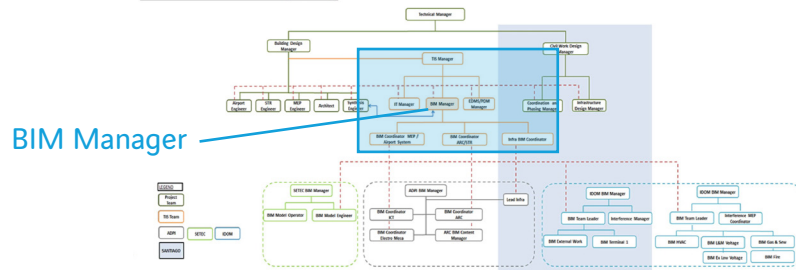 Technical Manager
Building Design
Manager
Civil Work Design
Manager
TIS Manager
Airport
Engineer
STR
Engineer
MEP
Engineer
Architect
Synthesis
Engineer
IT Manager
BIM Manager
EDMS/PDM
Manager
Coordination and
Phasing Manager
Infrastructure
Design Manager
BIM Manager
BIM Coordinator MEP /
Airport System
BIM Coordinator
ARC/STR
Infra BIM Coordinator
LEGEND
Project
Team
TIS Team
ADPI
SETEC
IDOM
SANTIAGO
SETEC BIM Manager
BIM Model Operator
BIM Model Engineer
ADPI BIM Manager
Lead Infra
BIM Coordinator
ICT
BIM Coordinator
ARC
BIM Coordinator
Electro Meca
ARC BIM Content
Manager
IDOM BIM Manager
BIM Team Leader
Interference Manager
BIM External Work
BIM Terminal 1
IDOM BIM Manager
BIM Team Leader
Interference MEP
Coordinator
BIM HVAC
BIM L&M Voltage
BIM Gas & Sew
BIM Ex Low Voltage
BIM Fire